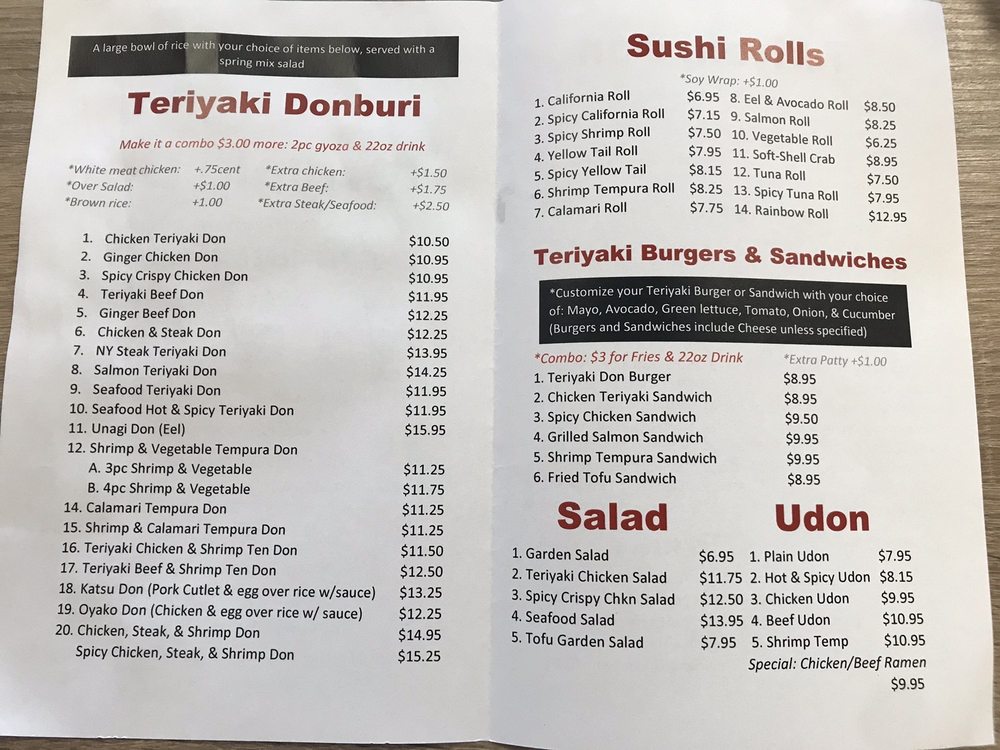 A large bowl of rice with your choice of items below, served with a
spring mix salad
Teriyaki Donburi
Make it a combo $3.00 more: 2pc gyoza & 22oz drink
*White meat chicken: +.75cent *Extra chicken: +$1.50
*Over Salad: +$1.00 *Extra Beef: +$1.75
*Brown rice: +1.00 *Extra Steak/Seafood: +$2.50
1. Chicken Teriyaki Don $10.50
2. Ginger Chicken Don $10.95
3. Spicy Crispy Chicken Don $10.95
4. Teriyaki Beef Don $11.95
5. Ginger Beef Don $12.25
6. Chicken & Steak Don $12.25
7. NY Steak Teriyaki Don $13.95
8. Salmon Teriyaki Don $14.25
9. Seafood Teriyaki Don $11.95
10. Seafood Hot & Spicy Teriyaki Don $11.95
11. Unagi Don (Eel) $15.95
12. Shrimp & Vegetable Tempura Don
A. 3pc Shrimp & Vegetable $11.25
B. 4pc Shrimp & Vegetable $11.75
14. Calamari Tempura Don $11.25
15. Shrimp & Calamari Tempura Don $11.25
16. Teriyaki Chicken & Shrimp Ten Don $11.50
17. Teriyaki Beef & Shrimp Ten Don $12.50
18. Katsu Don (Pork Cutlet & egg over rice w/sauce) $13.25
19. Oyako Don (Chicken & egg over rice w/ sauce) $12.25
20. Chicken, Steak, & Shrimp Don $14.95
Spicy Chicken, Steak, & Shrimp Don $15.25
Sushi Rolls
*Soy Wrap: +$1.00
1. California Roll $6.95 8. Eel & Avocado Roll $8.50
2. Spicy California Roll $7.15 9. Salmon Roll $8.25
3. Spicy Shrimp Roll $7.50 10. Vegetable Roll $6.25
4. Yellow Tail Roll $7.95 11. Soft-Shell Crab $8.95
5. Spicy Yellow Tail $8.15 12. Tuna Roll $7.50
6. Shrimp Tempura Roll $8.25 13. Spicy Tuna Roll $7.95
7. Calamari Roll $7.75 14. Rainbow Roll $12.95
Teriyaki Burgers & Sandwiches
*Customize your Teriyaki Burger or Sandwich with your choice
of: Mayo, Avocado, Green lettuce, Tomato, Onion, & Cucumber
(Burgers and Sandwiches include Cheese unless specified)
*Combo: $3 for Fries & 22oz Drink *Extra Patty +$1.00
1. Teriyaki Don Burger $8.95
2. Chicken Teriyaki Sandwich $8.95
3. Spicy Chicken Sandwich $9.50
4. Grilled Salmon Sandwich $9.95
5. Shrimp Tempura Sandwich $9.95
6. Fried Tofu Sandwich $8.95
Salad
1. Garden Salad $6.95
2. Teriyaki Chicken Salad $11.75
3. Spicy Crispy Chkn Salad $12.50
4. Seafood Salad $13.95
5. Tofu Garden Salad $7.95
Udon
1. Plain Udon $7.95
2. Hot & Spicy Udon $8.15
3. Chicken Udon $9.95
4. Beef Udon $10.95
5. Shrimp Temp $10.95
Special: Chicken/Beef Ramen
$9.95